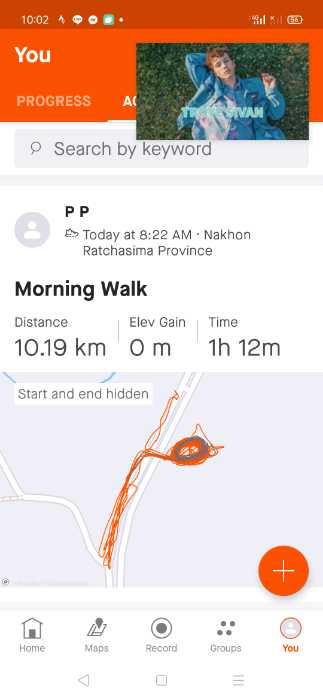 10:02
4G
56
You
PROGRESS
TROYE SIVAN
Search by keyword
P P
Today at 8:22 AM · Nakhon
Ratchasima Province
Morning Walk
Distance
Elev Gain
Time
10.19 km
0 m
1h 12m
Start and end hidden
Home
Maps
Record
Groups
You